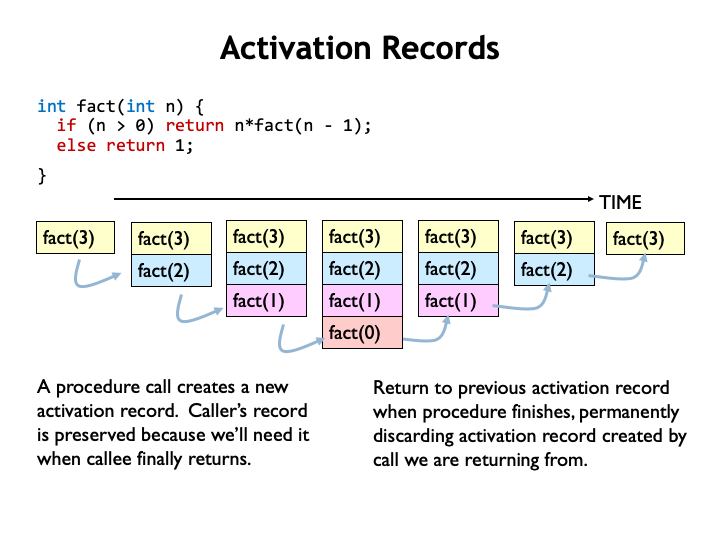 Activation Records
int fact(int n) {
if (n > 0) return n*fact(n - 1);
else return 1;
}
TIME
fact(3)
fact(3)
fact(2)
fact(3)
fact(2)
fact(1)
fact(3)
fact(2)
fact(1)
fact(0)
fact(3)
fact(2)
fact(1)
fact(3)
fact(2)
fact(3)
A procedure call creates a new
activation record.  Caller’s record
is preserved because we’ll need it
when callee finally returns.
Return to previous activation record
when procedure finishes, permanently
discarding activation record created by
call we are returning from.